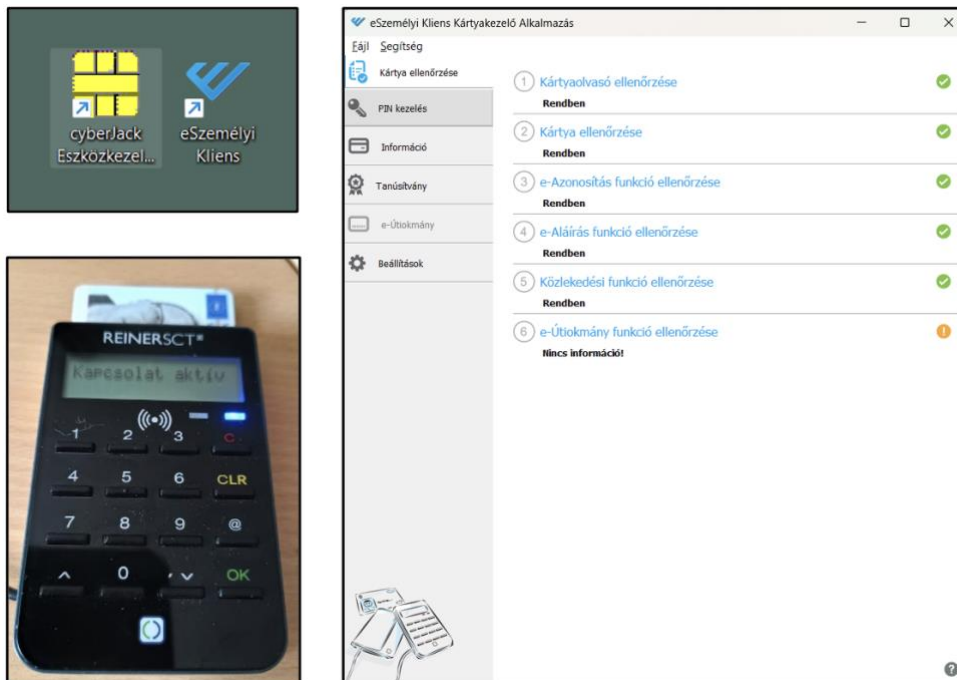 cyberJack
Eszközkezel...
eSzemélyi
Kliens
REINERSCT
Kapcsolat aktív
1 2 3 C
4 5 6 CLR
7 8 9 @
0 OK
eSzemélyi Kliens Kártyakezelő Alkalmazás
Fájl Segítség
Kártya ellenőrzése
PIN kezelés
Információ
Tanúsítvány
e-Útiokmány
Beállítások
1 Kártyaolvasó ellenőrzése
Rendben
2 Kártya ellenőrzése
Rendben
3 e-Azonosítás funkció ellenőrzése
Rendben
4 e-Aláírás funkció ellenőrzése
Rendben
5 Közlekedési funkció ellenőrzése
Rendben
6 e-Útiokmány funkció ellenőrzése
Nincs információ!